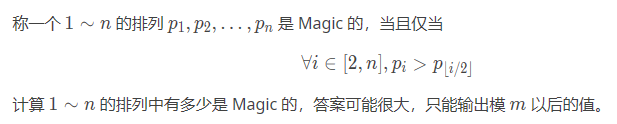 称一个 1 ∼ n 的排列 p₁, p₂, …, pₙ 是 Magic 的，当且仅当
∀i ∈ [2, n], pᵢ > p⌊i/2⌋
计算 1 ∼ n 的排列中有多少是 Magic 的，答案可能很大，只能输出模 m 以后的值。